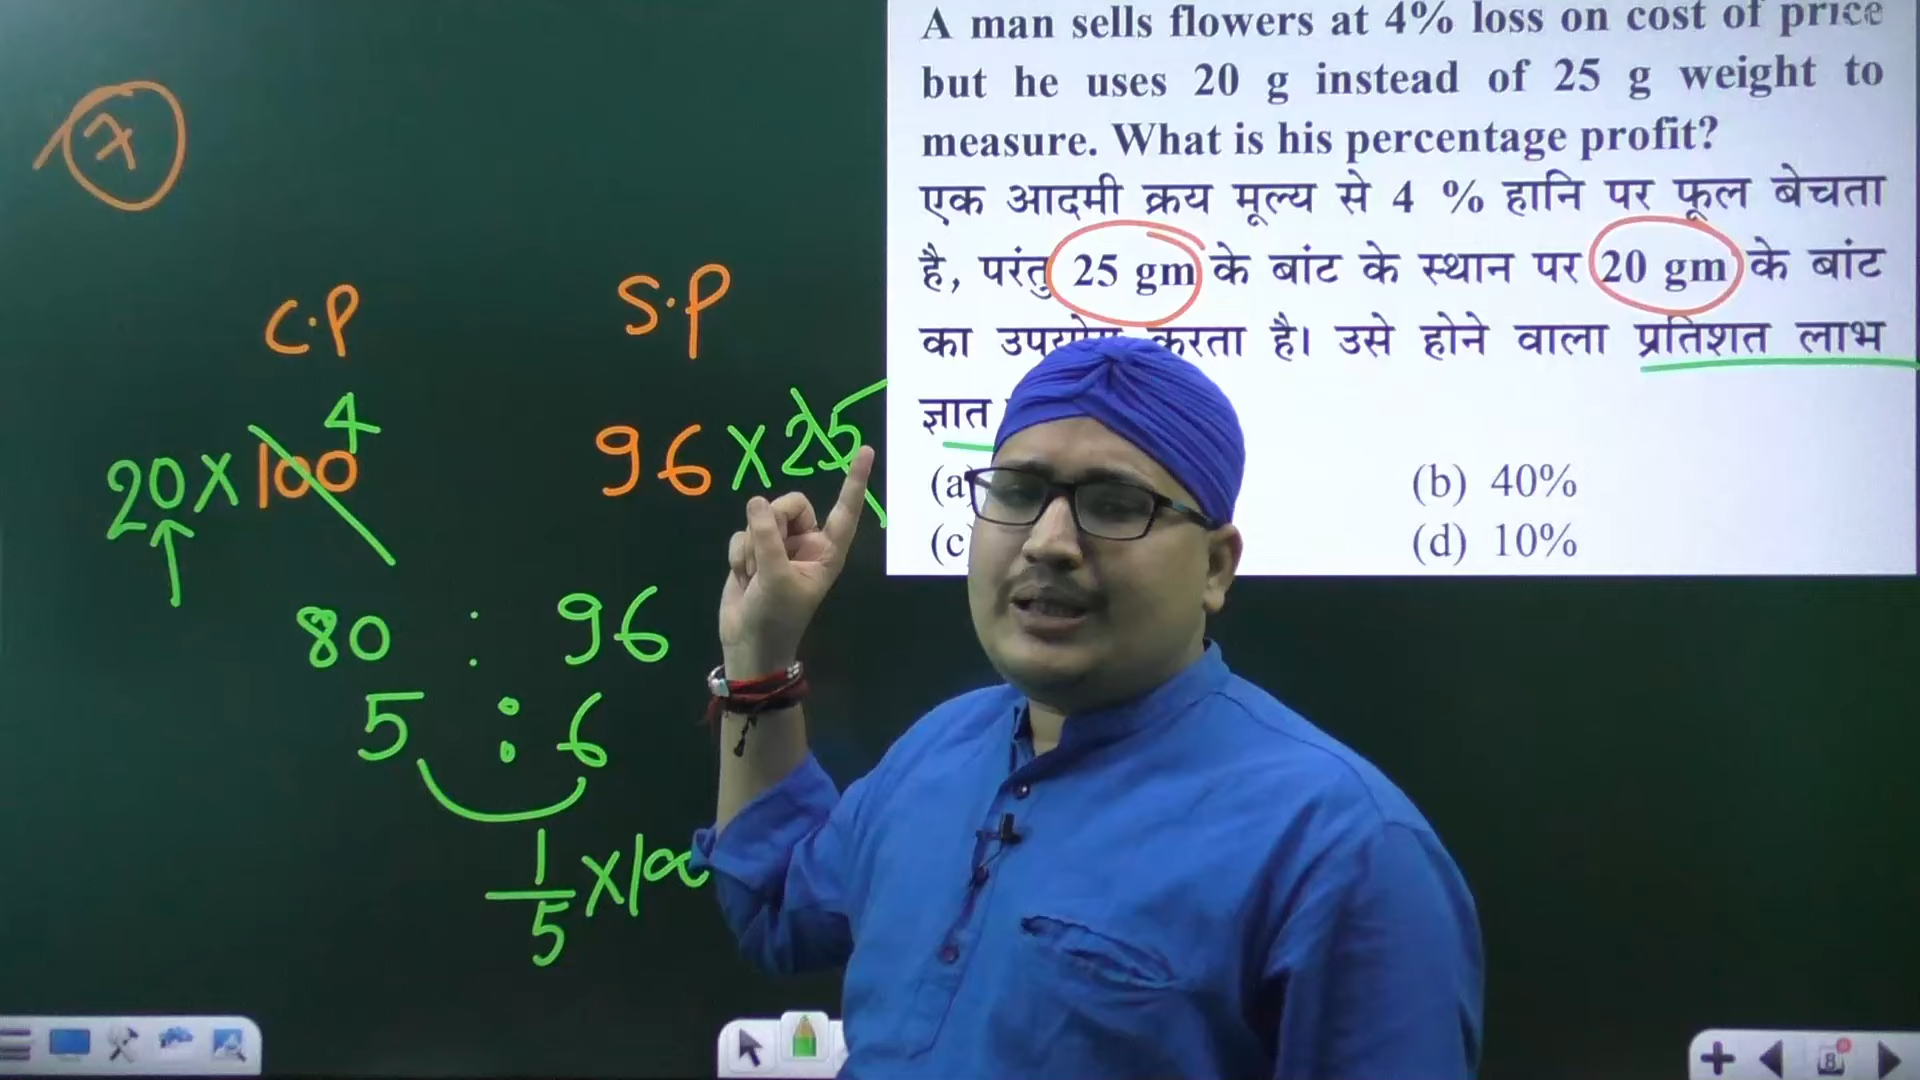 A man sells flowers at 4% loss on cost of price
but he uses 20 g instead of 25 g weight to
measure. What is his percentage profit?
एक आदमी क्रय मूल्य से 4 % हानि पर फूल बेचता
है, परंतु 25 gm के बांट के स्थान पर 20 gm के बांट
का उपयोग करता है। उसे होने वाला प्रतिशत लाभ
ज्ञात
(a
(b) 40%
(c
(d) 10%
C.P
S.P
4
20 x 100
96 x 25
80 : 96
5 : 6
1/5 x 100
8